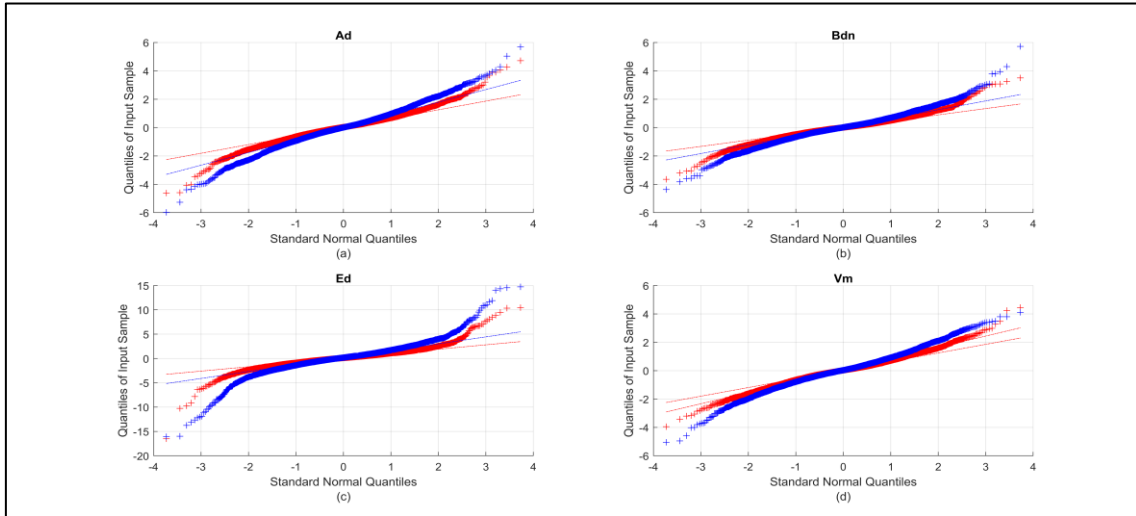 Ad
6
4
2
0
-2
-4
-6
Quantiles of Input Sample
-4 -3 -2 -1 0 1 2 3 4
Standard Normal Quantiles
(a)
Bdn
6
4
2
0
-2
-4
-6
Quantiles of Input Sample
-4 -3 -2 -1 0 1 2 3 4
Standard Normal Quantiles
(b)
Ed
15
10
5
0
-5
-10
-15
-20
Quantiles of Input Sample
-4 -3 -2 -1 0 1 2 3 4
Standard Normal Quantiles
(c)
Vm
6
4
2
0
-2
-4
-6
Quantiles of Input Sample
-4 -3 -2 -1 0 1 2 3 4
Standard Normal Quantiles
(d)